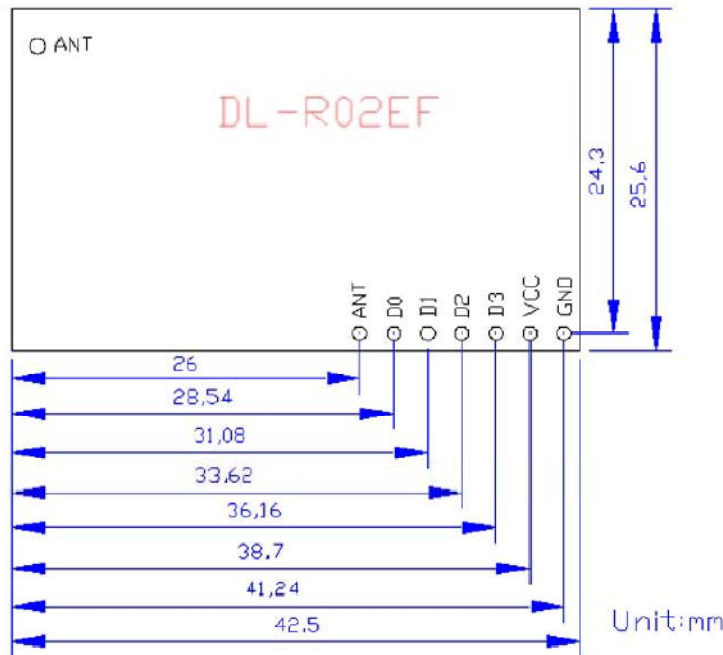 ANT
DL-R02EF
24,3
25,6
ANT
D0
D1
D2
D3
VCC
GND
26
28,54
31,08
33,62
36,16
38,7
41,24
42,5
Unit:mm